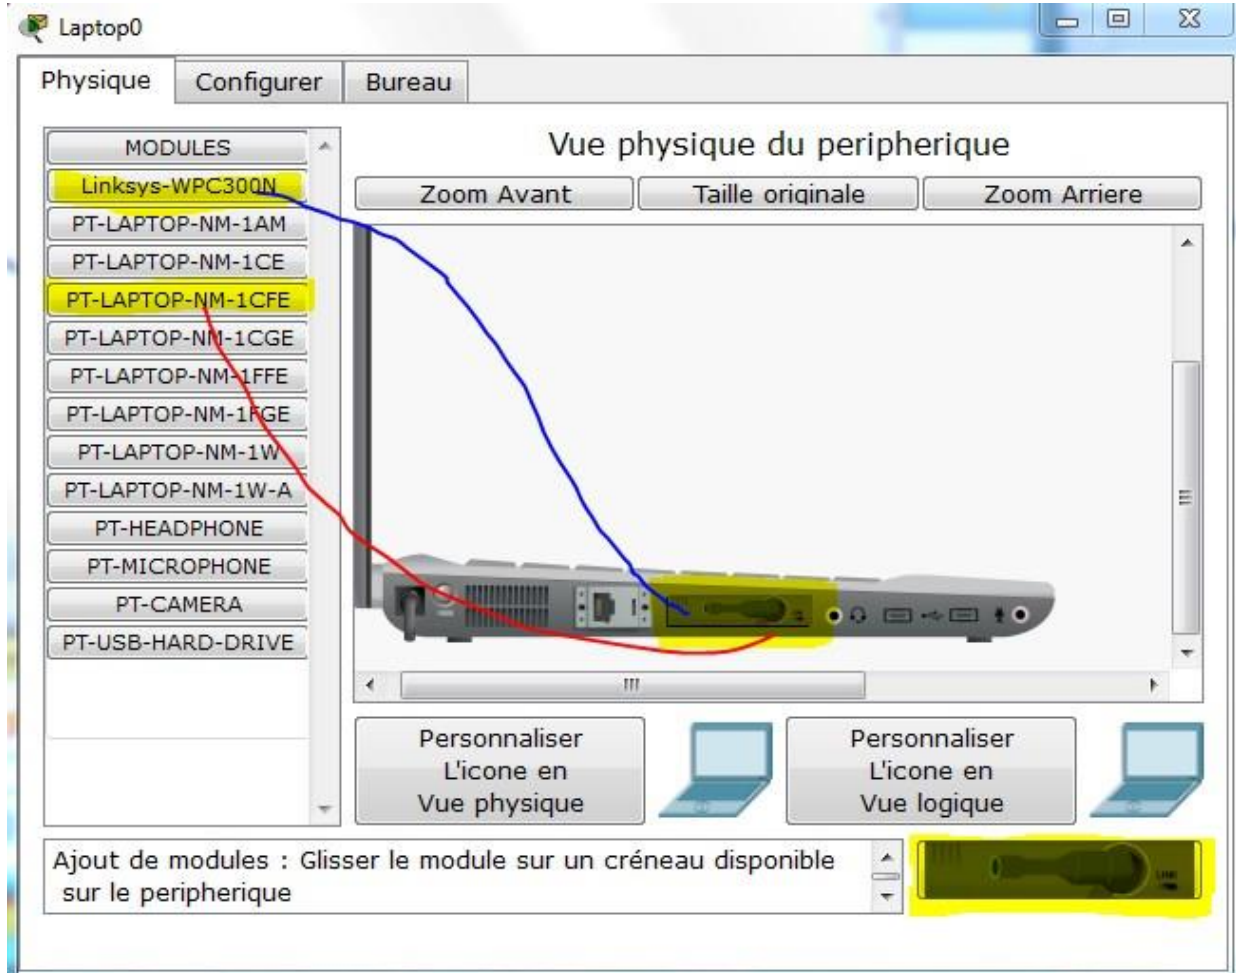 Laptop0
Physique
Configurer
Bureau
MODULES
Linksys-WPC300N
PT-LAPTOP-NM-1AM
PT-LAPTOP-NM-1CE
PT-LAPTOP-NM-1CFE
PT-LAPTOP-NM-1CGE
PT-LAPTOP-NM-1FFE
PT-LAPTOP-NM-1FGE
PT-LAPTOP-NM-1W
PT-LAPTOP-NM-1W-A
PT-HEADPHONE
PT-MICROPHONE
PT-CAMERA
PT-USB-HARD-DRIVE
Vue physique du peripherique
Zoom Avant
Taille originale
Zoom Arriere
Personnaliser
L'icone en
Vue physique
Personnaliser
L'icone en
Vue logique
Ajout de modules : Glisser le module sur un créneau disponible
sur le peripherique